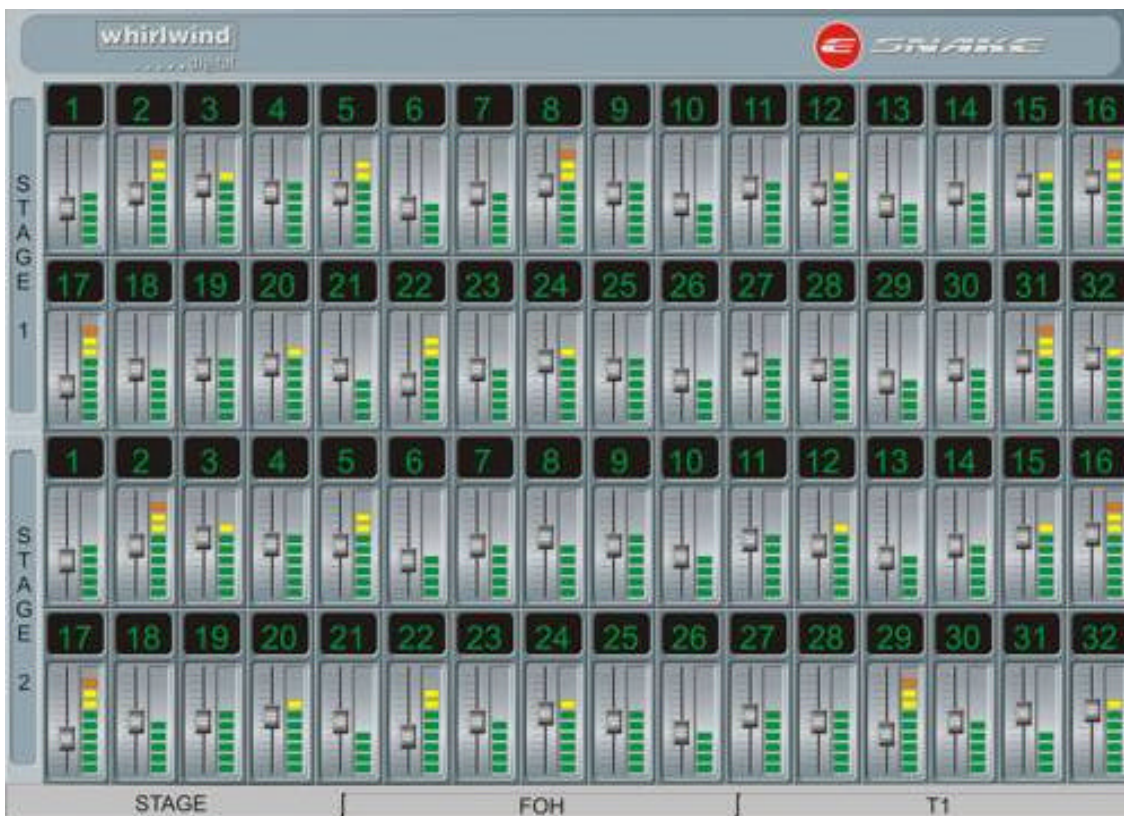 whirlwind
..... digital
E SNAKE
STAGE 1
1 2 3 4 5 6 7 8 9 10 11 12 13 14 15 16
17 18 19 20 21 22 23 24 25 26 27 28 29 30 31 32
STAGE 2
1 2 3 4 5 6 7 8 9 10 11 12 13 14 15 16
17 18 19 20 21 22 23 24 25 26 27 28 29 30 31 32
STAGE FOH T1